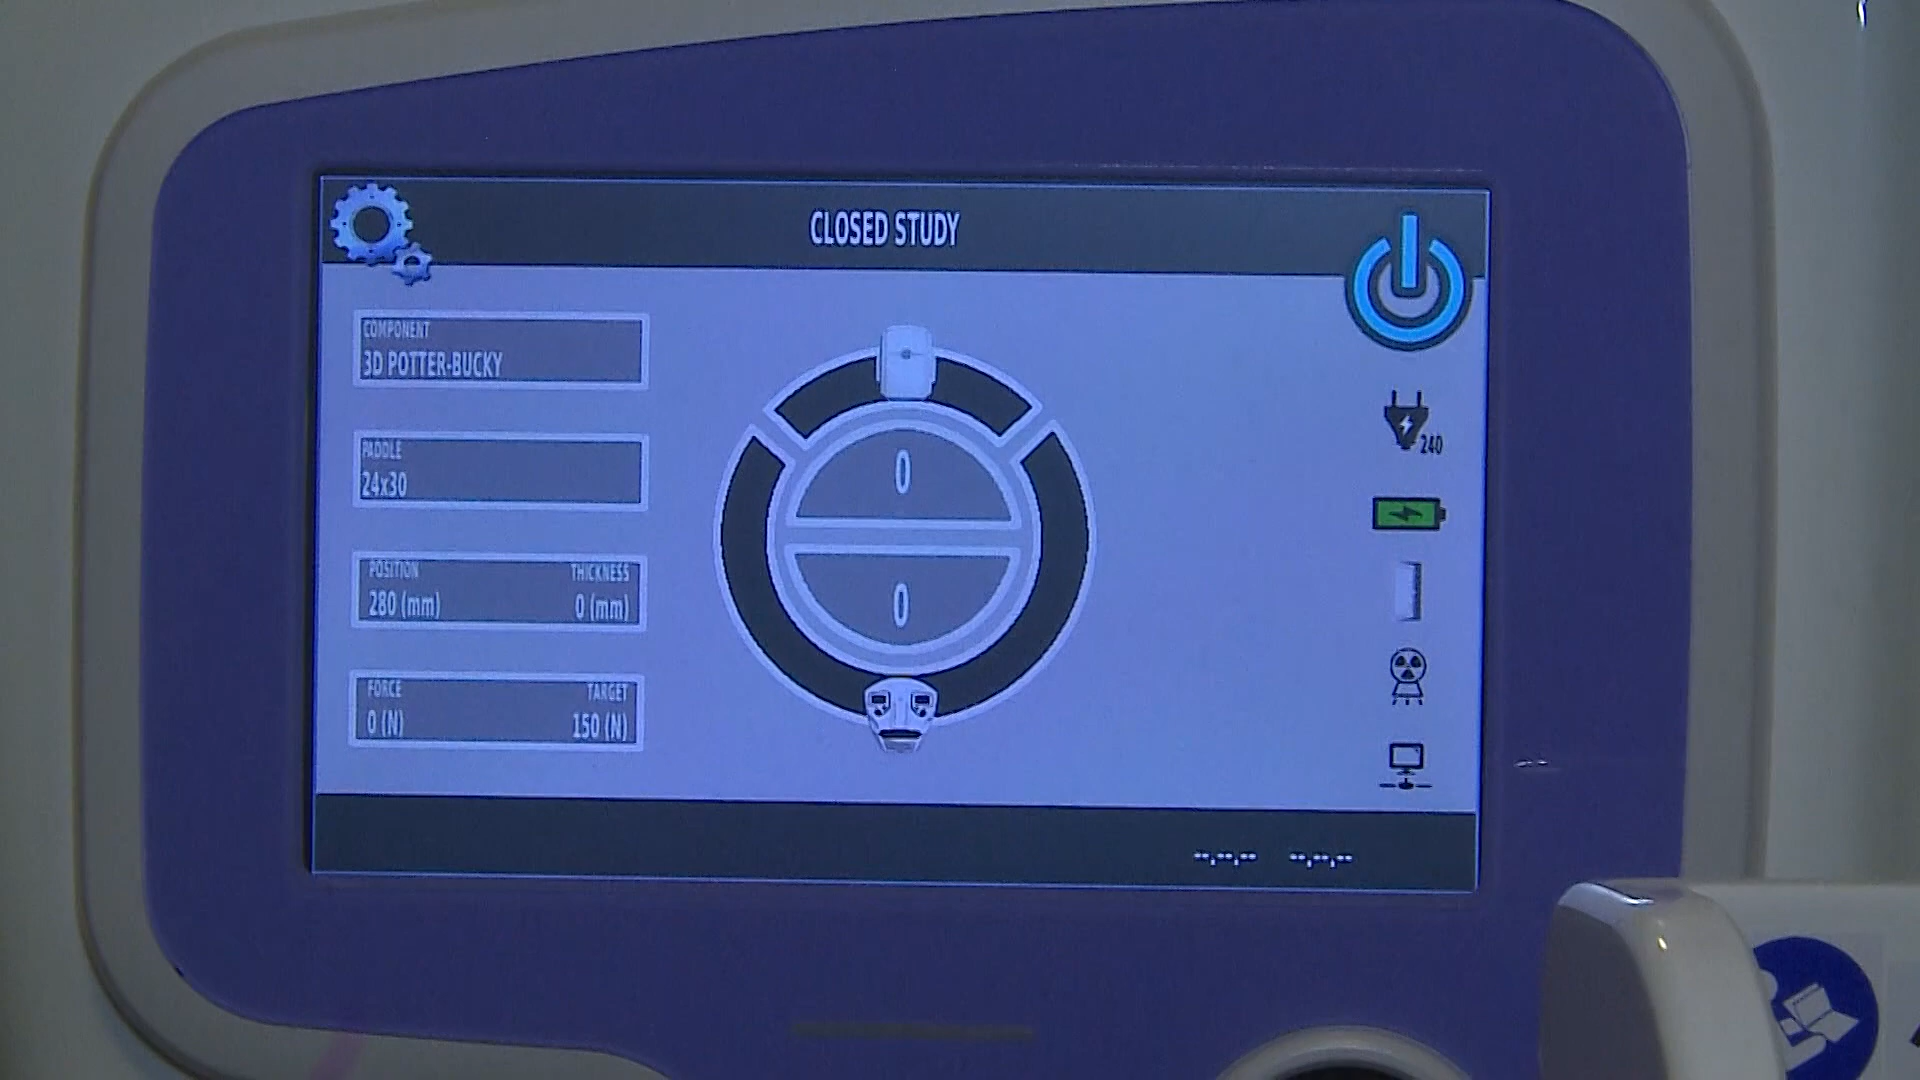 CLOSED STUDY
COMPONENT
3D POTTER-BUCKY
PADDLE
24x30
POSITION THICKNESS
280 (mm) 0 (mm)
FORCE TARGET
0 (N) 150 (N)
0
0
240
--.--.-- --.--.--